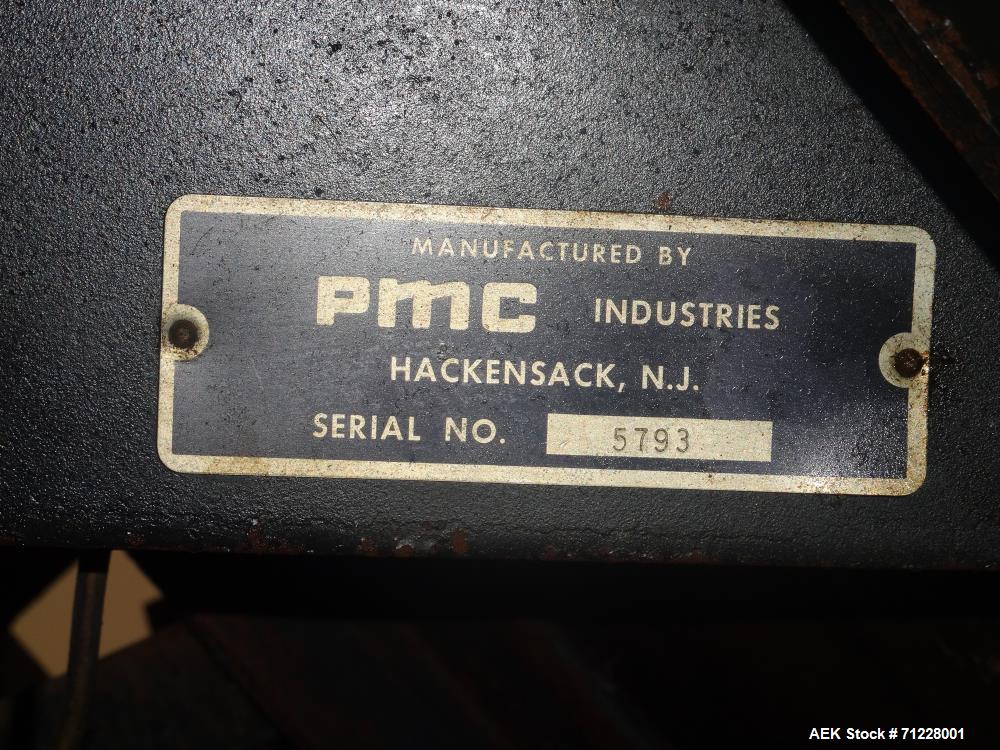 MANUFACTURED BY
PMC INDUSTRIES
HACKENSACK, N.J.
SERIAL NO. 5793
AEK Stock # 71228001